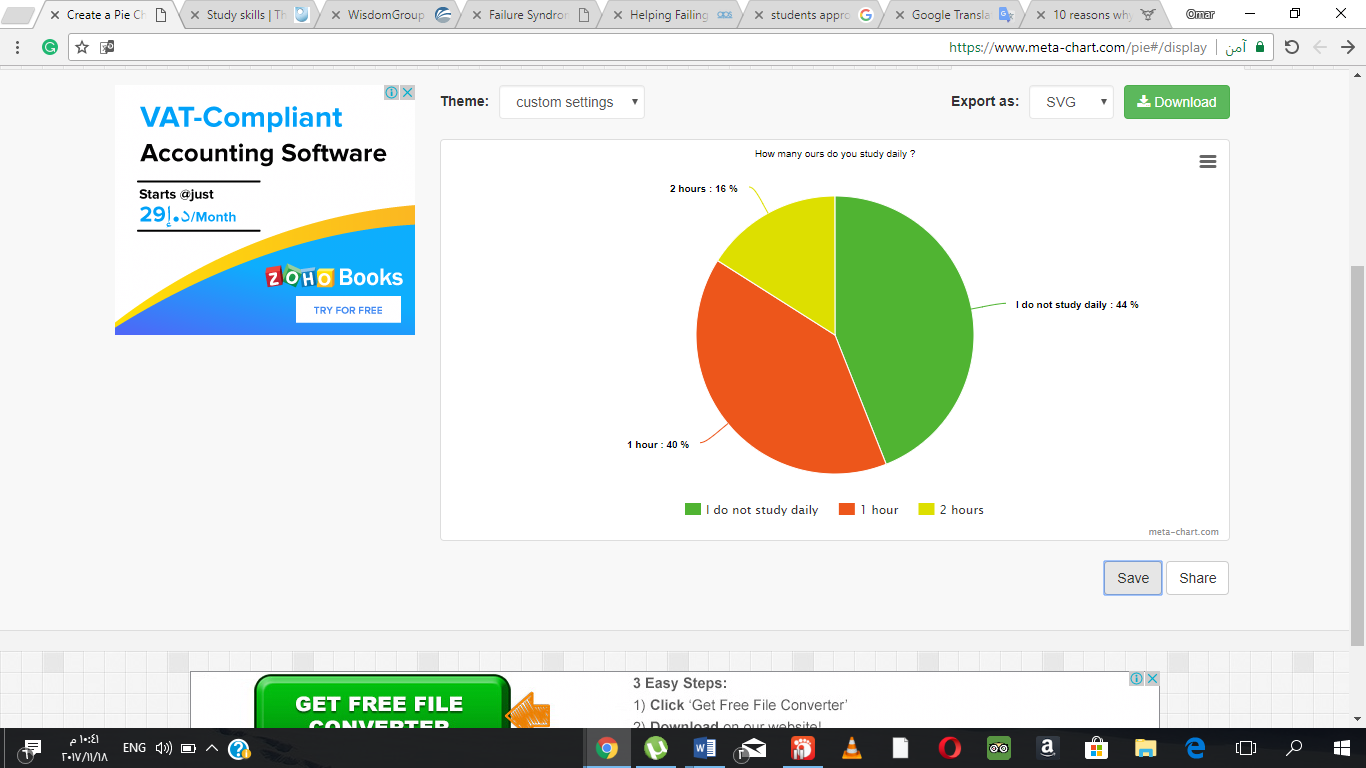 Create a Pie Ch
Study skills | Th
WisdomGroup
Failure Syndrom
Helping Failing
students appro
Google Transla
10 reasons why
Omar
https://www.meta-chart.com/pie#/display
آمن
VAT-Compliant
Accounting Software
Starts @just
29د.إ/Month
ZOHO Books
TRY FOR FREE
Theme:
custom settings
Export as:
SVG
Download
How many ours do you study daily ?
2 hours : 16 %
I do not study daily : 44 %
1 hour : 40 %
I do not study daily
1 hour
2 hours
meta-chart.com
Save
Share
GET FREE FILE
CONVERTER
3 Easy Steps:
1) Click ‘Get Free File Converter’
2) Download on our website!
١٠:٤١ م
ENG
٢٠١٧/١١/١٨